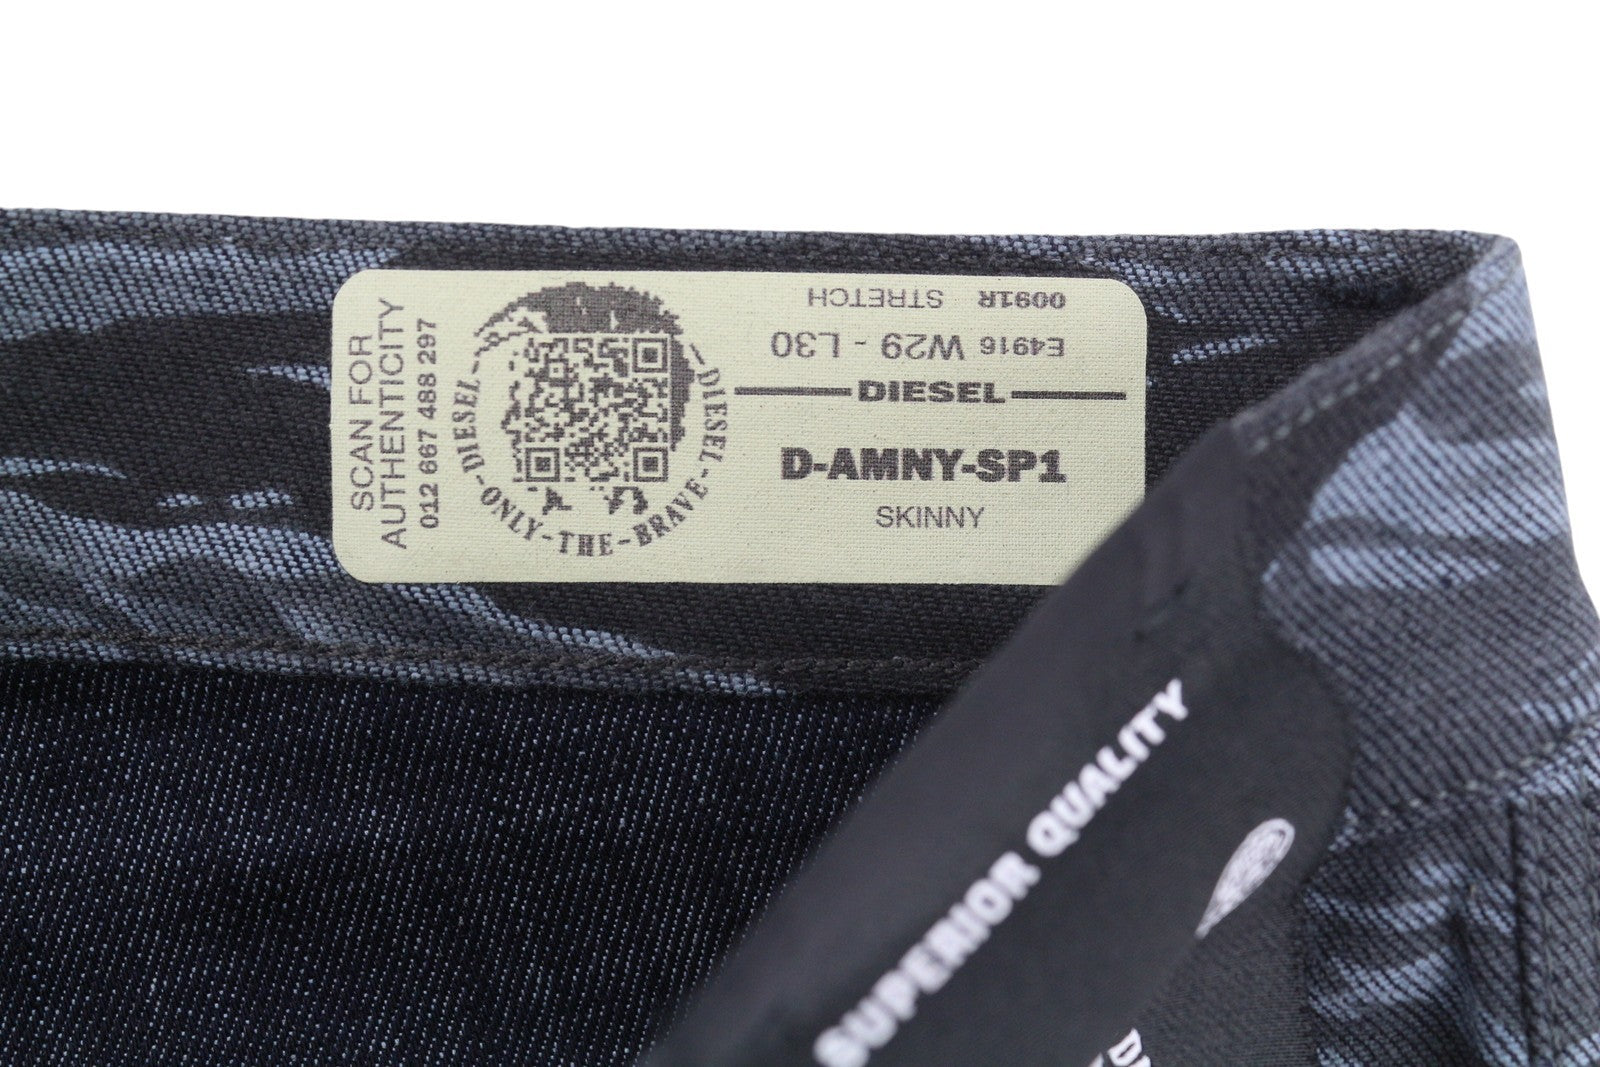 SCAN FOR
AUTHENTICITY
012 667 488 297
DIESEL-ONLY-THE-BRAVE-DIESEL
0091R STRETCH
E4916 W29 - L30
DIESEL
D-AMNY-SP1
SKINNY
SUPERIOR QUALITY